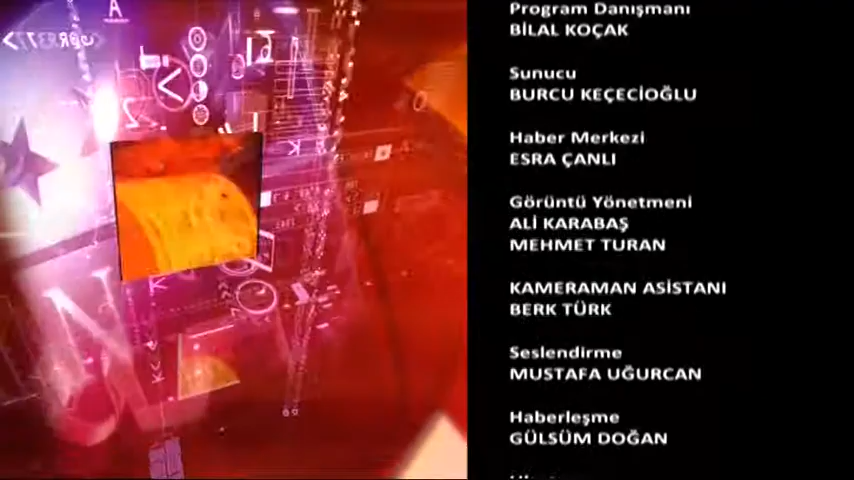 Program Danışmanı
BİLAL KOÇAK
Sunucu
BURCU KEÇECİOĞLU
Haber Merkezi
ESRA ÇANLI
Görüntü Yönetmeni
ALİ KARABAŞ
MEHMET TURAN
KAMERAMAN ASİSTANI
BERK TÜRK
Seslendirme
MUSTAFA UĞURCAN
Haberleşme
GÜLSÜM DOĞAN